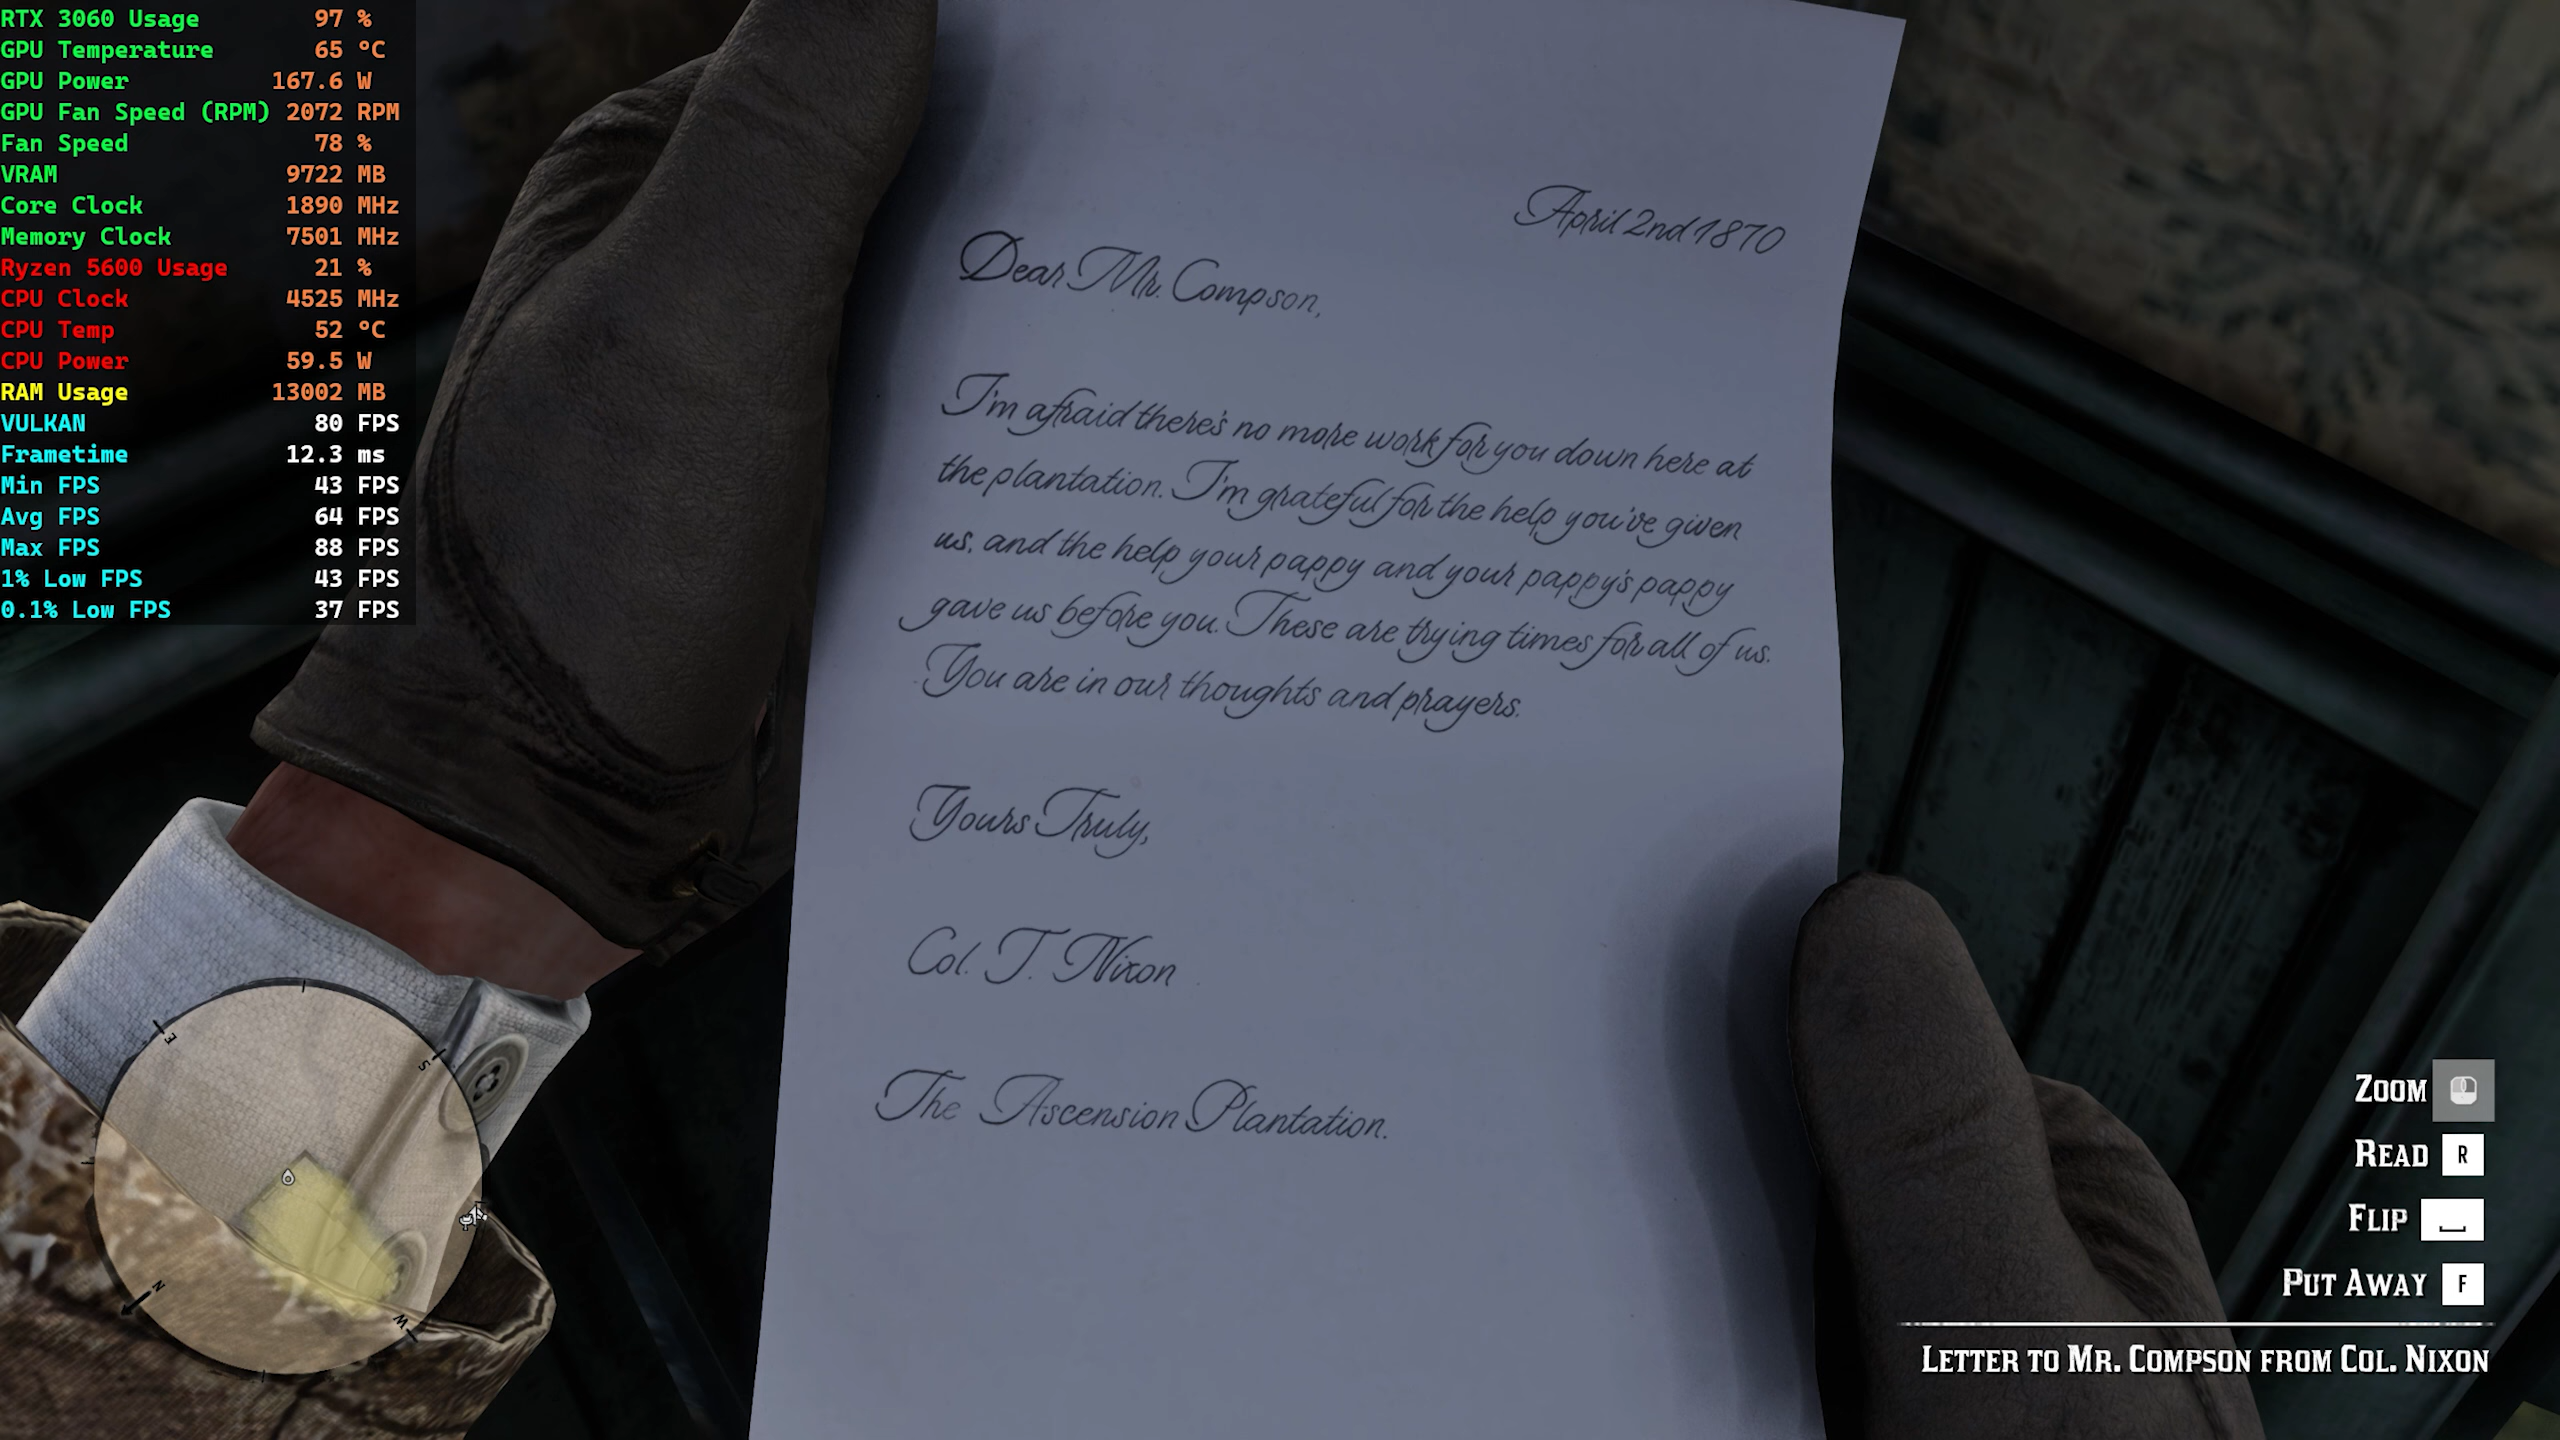 RTX 3060 Usage 97 %
GPU Temperature 65 °C
GPU Power 167.6 W
GPU Fan Speed (RPM) 2072 RPM
Fan Speed 78 %
VRAM 9722 MB
Core Clock 1890 MHz
Memory Clock 7501 MHz
Ryzen 5600 Usage 21 %
CPU Clock 4525 MHz
CPU Temp 52 °C
CPU Power 59.5 W
RAM Usage 13002 MB
VULKAN 80 FPS
Frametime 12.3 ms
Min FPS 43 FPS
Avg FPS 64 FPS
Max FPS 88 FPS
1% Low FPS 43 FPS
0.1% Low FPS 37 FPS
April 2nd 1870
Dear Mr. Compson,
I'm afraid there's no more work for you down here at
the plantation. I'm grateful for the help you've given
us, and the help your pappy and your pappy's pappy
gave us before you. These are trying times for all of us.
You are in our thoughts and prayers.
Yours Truly,
Col. T. Nixon
The Ascension Plantation.
E
S
N
W
ZOOM
READ R
FLIP
PUT AWAY F
LETTER TO MR. COMPSON FROM COL. NIXON